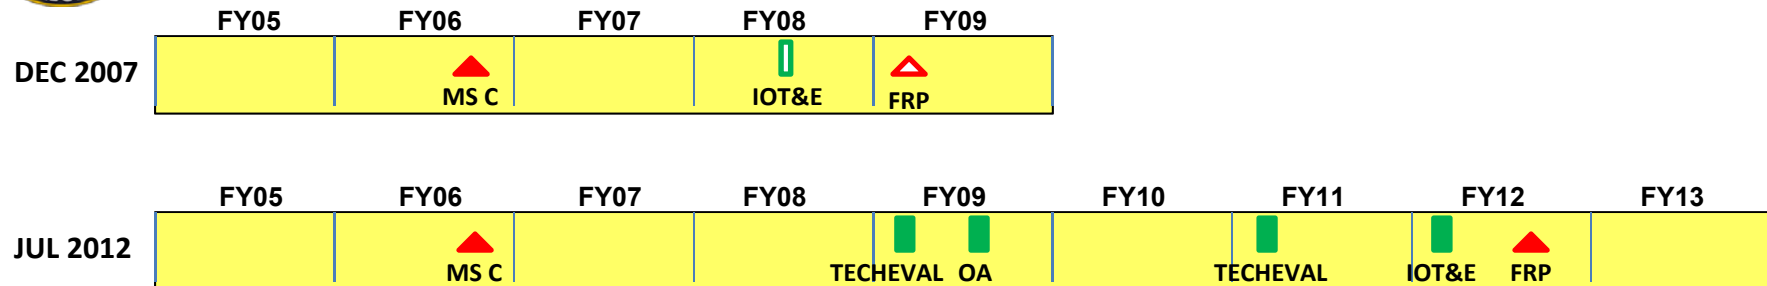 FY05 FY06 FY07 FY08 FY09
DEC 2007
MS C IOT&E FRP
FY05 FY06 FY07 FY08 FY09 FY10 FY11 FY12 FY13
JUL 2012
MS C TECHEVAL OA TECHEVAL IOT&E FRP